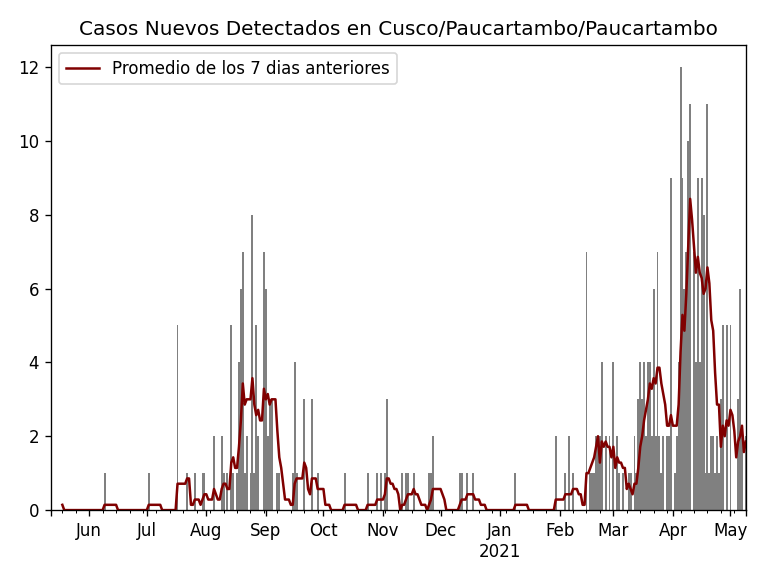 Casos Nuevos Detectados en Cusco/Paucartambo/Paucartambo
Promedio de los 7 dias anteriores
12
10
8
6
4
2
0
Jun Jul Aug Sep Oct Nov Dec Jan Feb Mar Apr May
2021